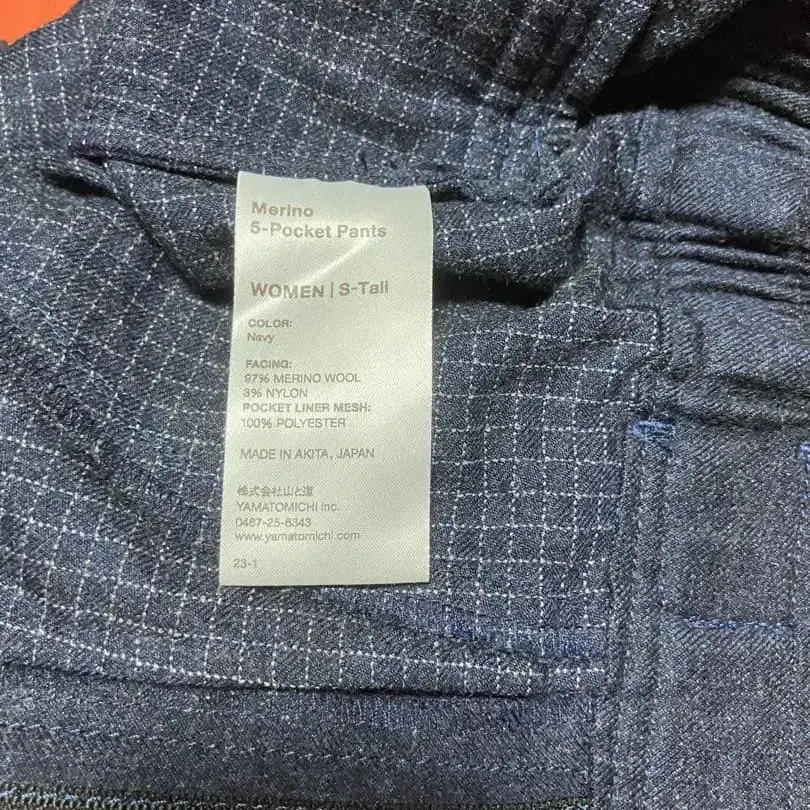 Merino
5-Pocket Pants
WOMEN | S-Tall
COLOR:
Navy
FACING:
97% MERINO WOOL
3% NYLON
POCKET LINER MESH:
100% POLYESTER
MADE IN AKITA, JAPAN
株式会社山と道
YAMATOMICHI inc.
0467-25-6343
www.yamatomichi.com
23-1